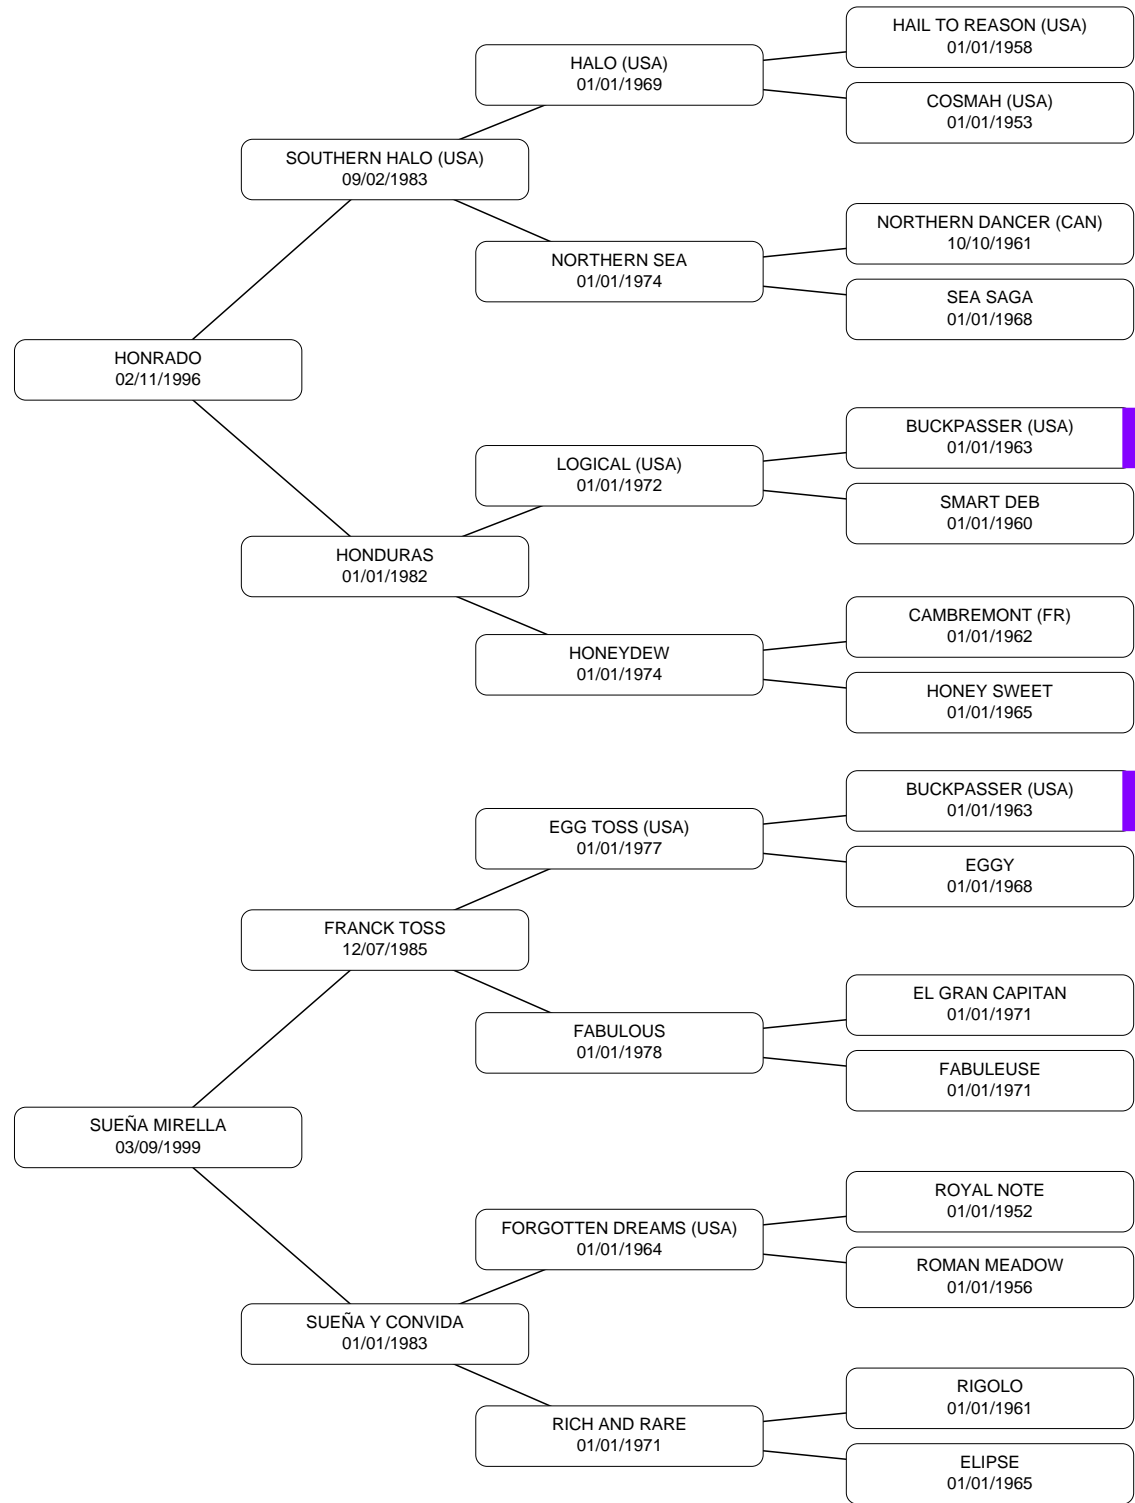 HAIL TO REASON (USA)
01/01/1958
HALO (USA)
01/01/1969
COSMAH (USA)
01/01/1953
SOUTHERN HALO (USA)
09/02/1983
NORTHERN DANCER (CAN)
10/10/1961
NORTHERN SEA
01/01/1974
SEA SAGA
01/01/1968
HONRADO
02/11/1996
BUCKPASSER (USA)
01/01/1963
LOGICAL (USA)
01/01/1972
SMART DEB
01/01/1960
HONDURAS
01/01/1982
CAMBREMONT (FR)
01/01/1962
HONEYDEW
01/01/1974
HONEY SWEET
01/01/1965
BUCKPASSER (USA)
01/01/1963
EGG TOSS (USA)
01/01/1977
EGGY
01/01/1968
FRANCK TOSS
12/07/1985
EL GRAN CAPITAN
01/01/1971
FABULOUS
01/01/1978
FABULEUSE
01/01/1971
SUEÑA MIRELLA
03/09/1999
ROYAL NOTE
01/01/1952
FORGOTTEN DREAMS (USA)
01/01/1964
ROMAN MEADOW
01/01/1956
SUEÑA Y CONVIDA
01/01/1983
RIGOLO
01/01/1961
RICH AND RARE
01/01/1971
ELIPSE
01/01/1965